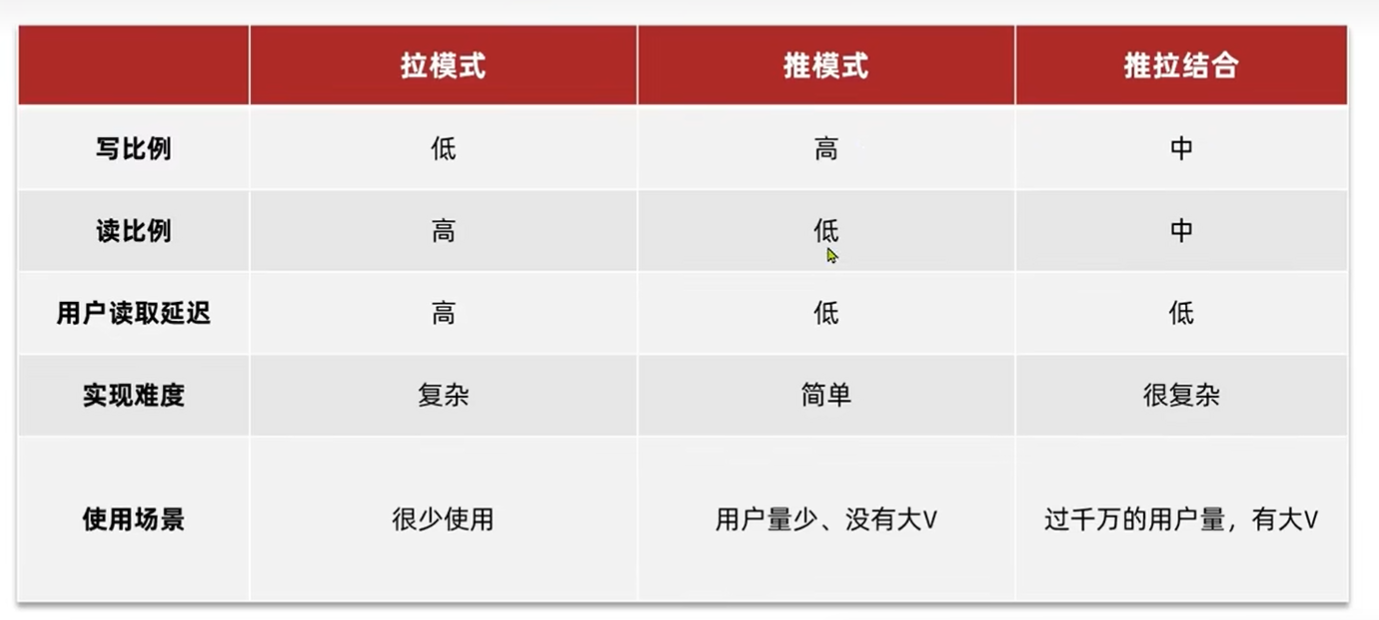 拉模式 推模式 推拉结合
写比例 低 高 中
读比例 高 低 中
用户读取延迟 高 低 低
实现难度 复杂 简单 很复杂
使用场景 很少使用 用户量少、没有大V 过千万的用户量，有大V